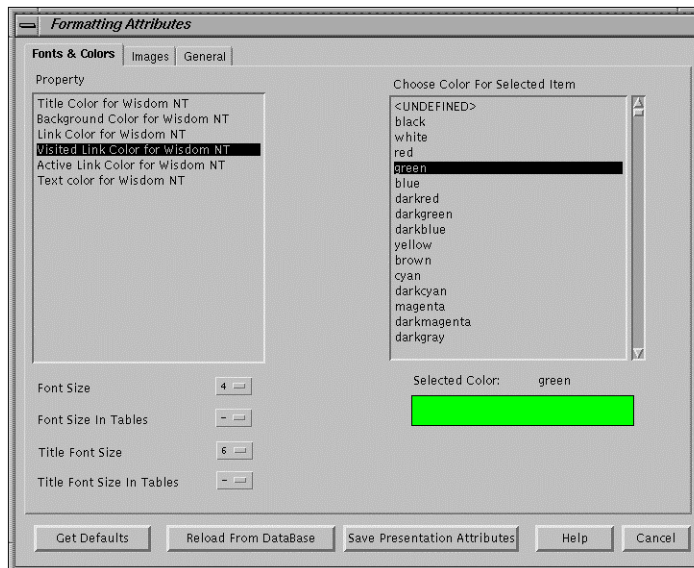 Formatting Attributes
Fonts & Colors
Images
General
Property
Title Color for Wisdom NT
Background Color for Wisdom NT
Link Color for Wisdom NT
Visited Link Color for Wisdom NT
Active Link Color for Wisdom NT
Text color for Wisdom NT
Choose Color For Selected Item
<UNDEFINED>
black
white
red
green
blue
darkred
darkgreen
darkblue
yellow
brown
cyan
darkcyan
magenta
darkmagenta
darkgray
Font Size 4
Font Size In Tables -
Title Font Size 6
Title Font Size In Tables -
Selected Color: green
Get Defaults
Reload From DataBase
Save Presentation Attributes
Help
Cancel